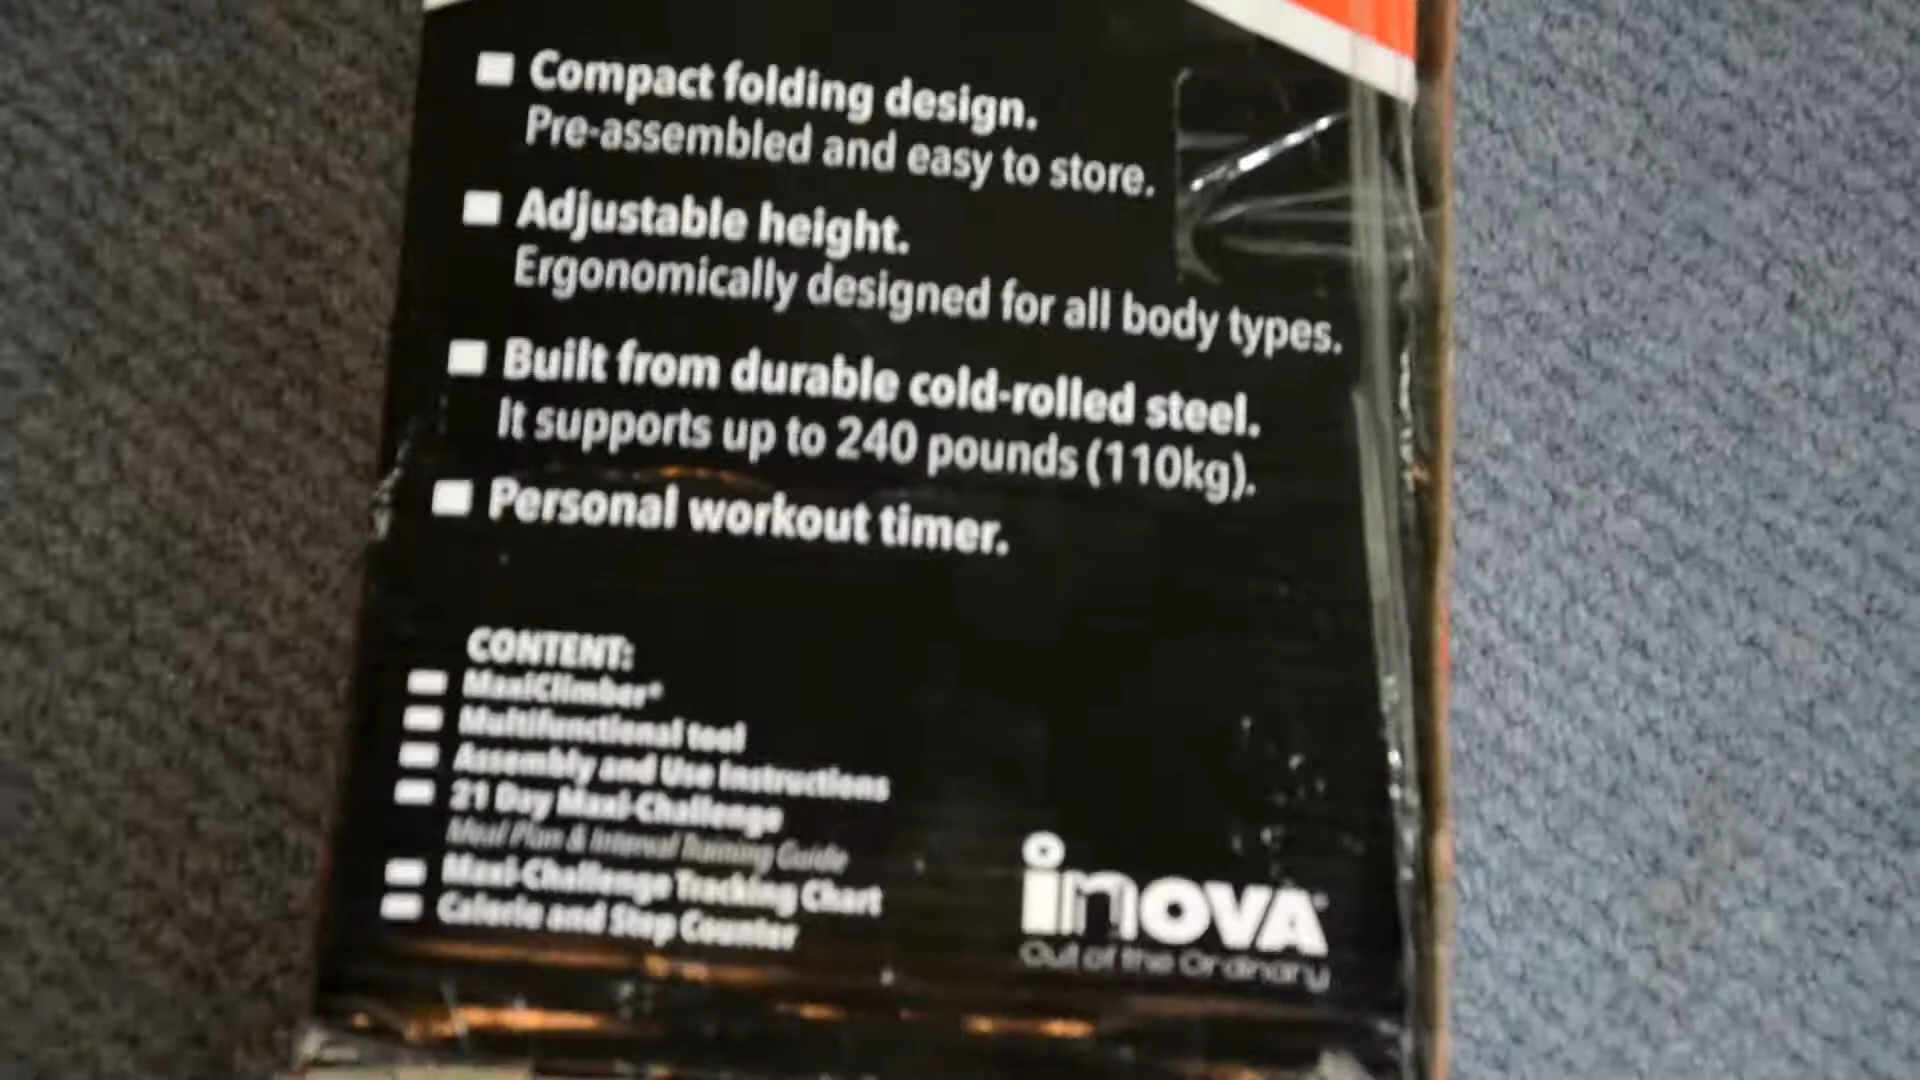 Compact folding design.
Pre-assembled and easy to store.
Adjustable height.
Ergonomically designed for all body types.
Built from durable cold-rolled steel.
It supports up to 240 pounds (110kg).
Personal workout timer.
CONTENT:
MaxiClimber®
Multifunctional tool
Assembly and Use Instructions
21 Day Maxi-Challenge
Meal Plan & Interval Training Guide
Maxi-Challenge Tracking Chart
Calorie and Step Counter
inova
Out of the Ordinary